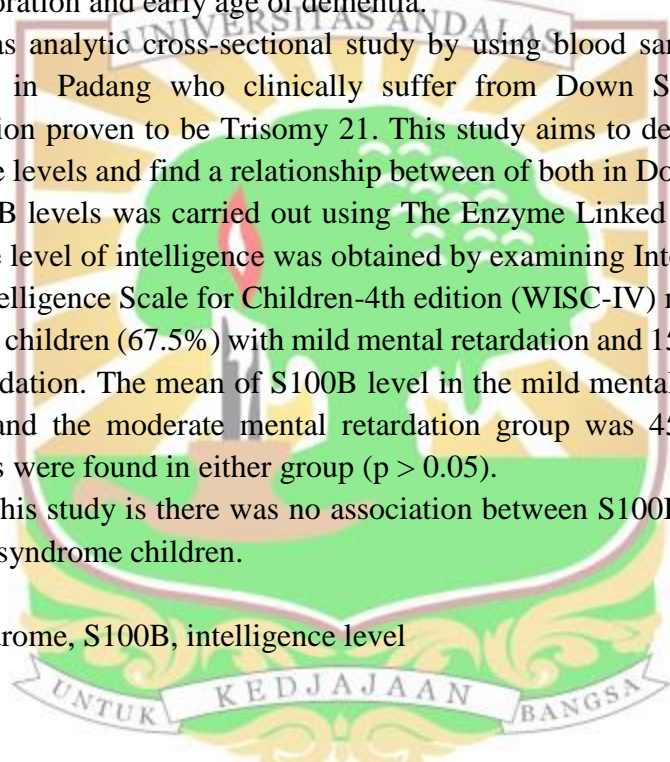 oration and early age of dementia.
UNIVERSITAS ANDALAS
as analytic cross-sectional study by using blood sar
in Padang who clinically suffer from Down S
ion proven to be Trisomy 21. This study aims to de
e levels and find a relationship between of both in Do
B levels was carried out using The Enzyme Linked
e level of intelligence was obtained by examining Inte
telligence Scale for Children-4th edition (WISC-IV) r
children (67.5%) with mild mental retardation and 15
dation. The mean of S100B level in the mild mental
and the moderate mental retardation group was 45
s were found in either group (p > 0.05).
his study is there was no association between S100
syndrome children.
rome, S100B, intelligence level
UNTUK KEDJAJAAN BANGSA